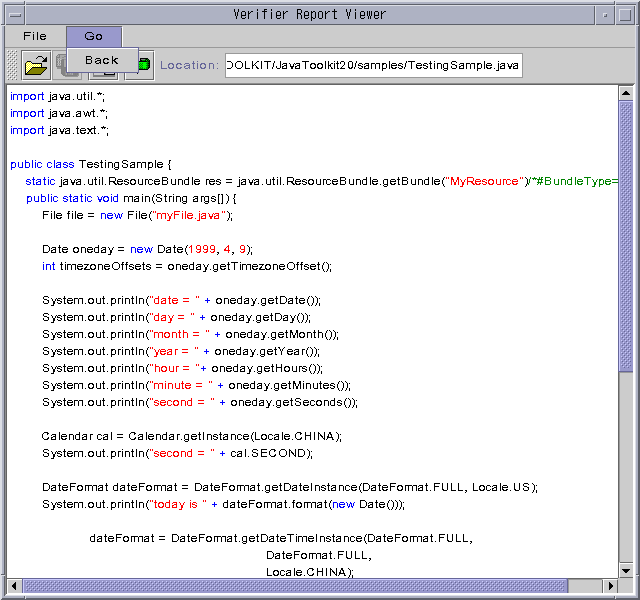 Verifier Report Viewer
File Go
Back
Location: OOLKIT/JavaToolkit20/samples/TestingSample.java
import java.util.*;
import java.awt.*;
import java.text.*;
public class TestingSample {
static java.util.ResourceBundle res = java.util.ResourceBundle.getBundle("MyResource")/*#BundleType=
public static void main(String args[]) {
File file = new File("myFile.java");
Date oneday = new Date(1999, 4, 9);
int timezoneOffsets = oneday.getTimezoneOffset();
System.out.println("date = " + oneday.getDate());
System.out.println("day = " + oneday.getDay());
System.out.println("month = " + oneday.getMonth());
System.out.println("year = " + oneday.getYear());
System.out.println("hour = "+ oneday.getHours());
System.out.println("minute = " + oneday.getMinutes());
System.out.println("second = " + oneday.getSeconds());
Calendar cal = Calendar.getInstance(Locale.CHINA);
System.out.println("second = " + cal.SECOND);
DateFormat dateFormat = DateFormat.getDateInstance(DateFormat.FULL, Locale.US);
System.out.println("today is " + dateFormat.format(new Date()));
dateFormat = DateFormat.getDateTimeInstance(DateFormat.FULL,
DateFormat.FULL,
Locale.CHINA);